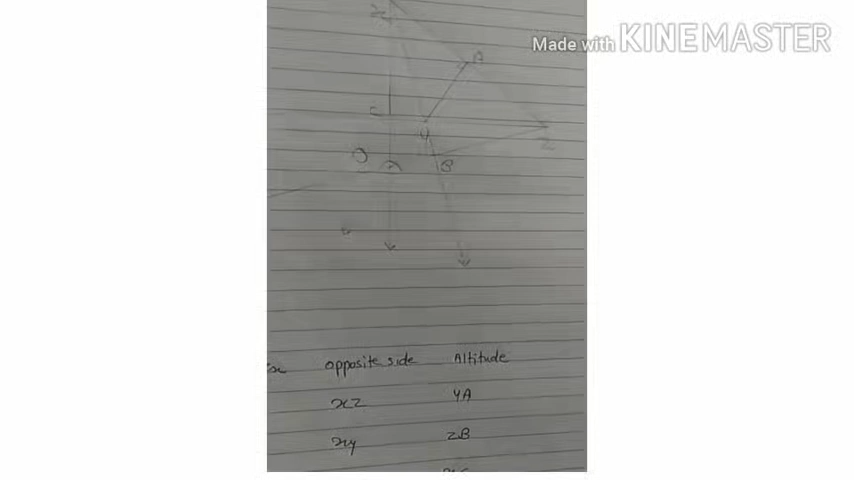 Made with KINEMASTER
A
C
Y
Z
B
opposite side Altitude
xz YA
xy ZB